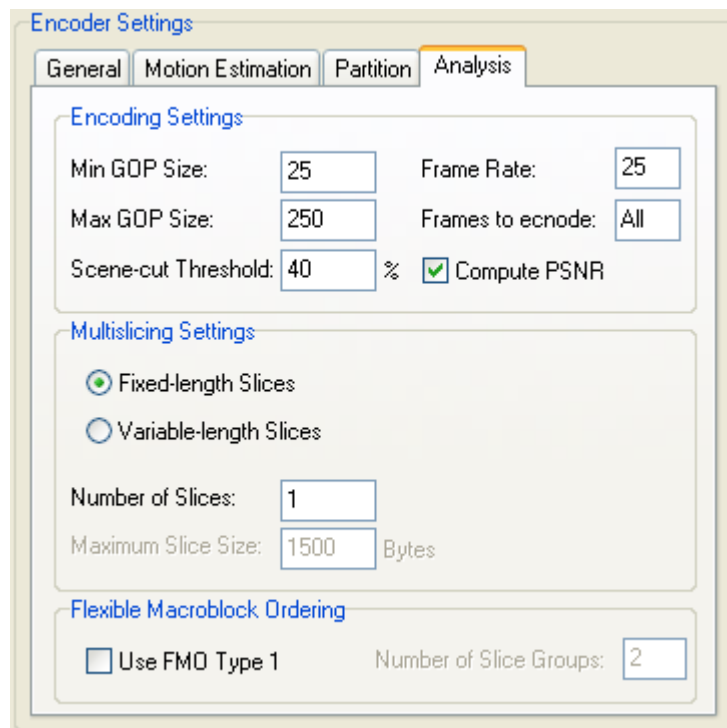 Encoder Settings
General Motion Estimation Partition Analysis
Encoding Settings
Min GOP Size: 25 Frame Rate: 25
Max GOP Size: 250 Frames to ecnode: All
Scene-cut Threshold: 40 % Compute PSNR
Multislicing Settings
Fixed-length Slices
Variable-length Slices
Number of Slices: 1
Maximum Slice Size: 1500 Bytes
Flexible Macroblock Ordering
Use FMO Type 1 Number of Slice Groups: 2